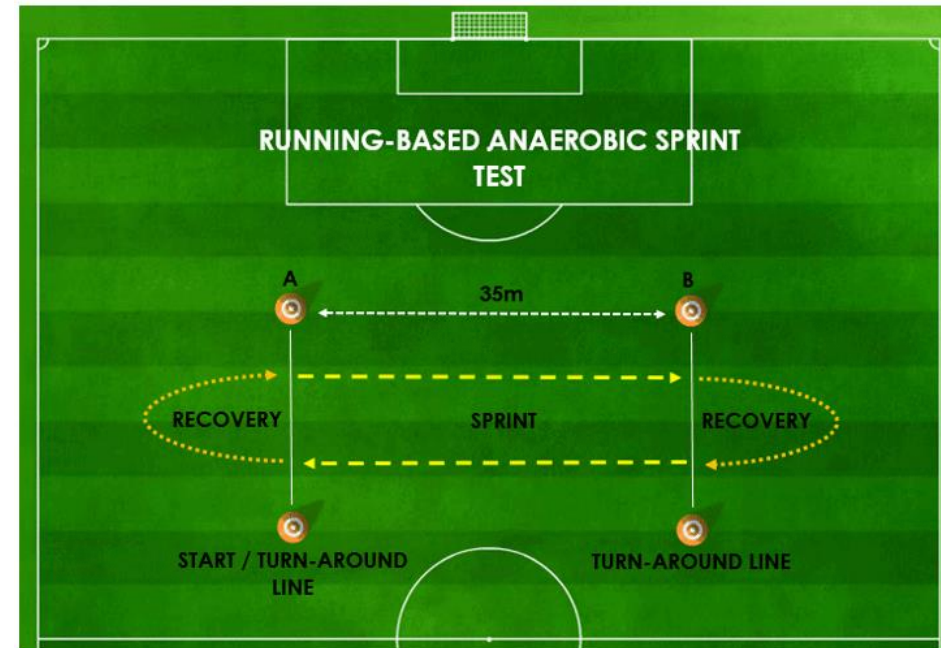 RUNNING-BASED ANAEROBIC SPRINT
TEST
A
35m
B
RECOVERY
SPRINT
RECOVERY
START / TURN-AROUND
LINE
TURN-AROUND LINE